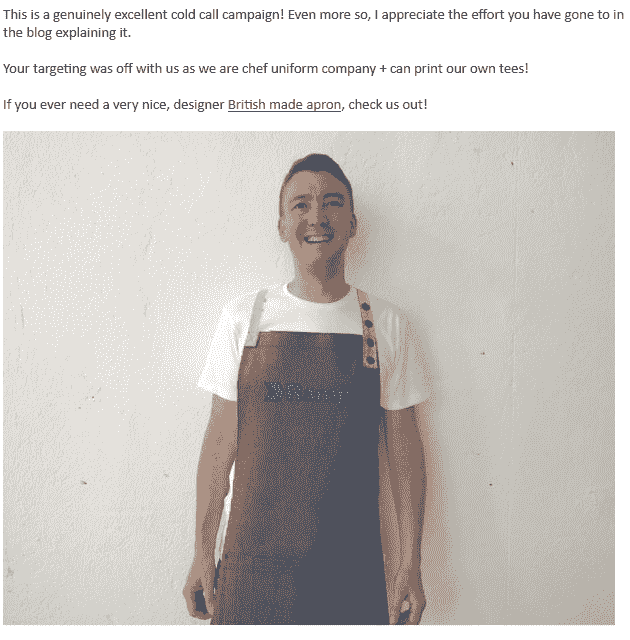 This is a genuinely excellent cold call campaign! Even more so, I appreciate the effort you have gone to in
the blog explaining it.
Your targeting was off with us as we are chef uniform company + can print our own tees!
If you ever need a very nice, designer British made apron, check us out!